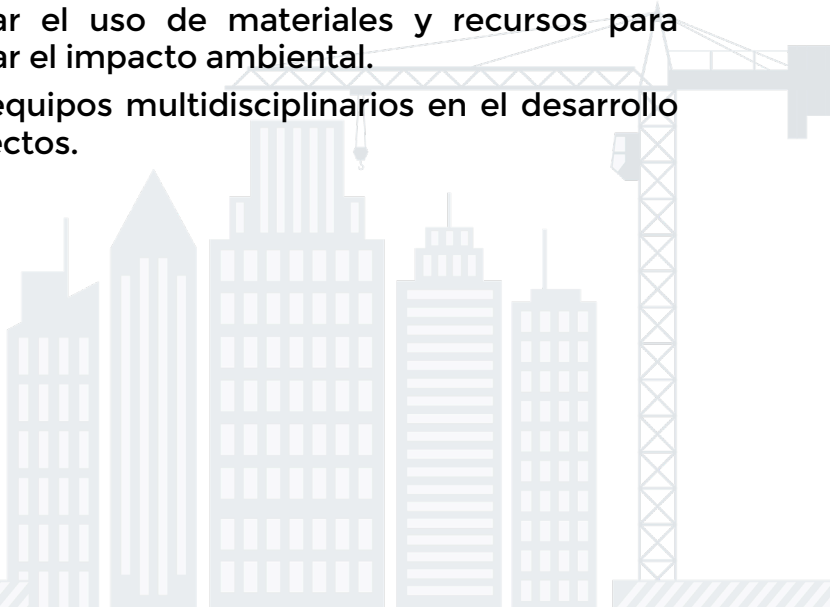 ar el uso de materiales y recursos para
ar el impacto ambiental.
equipos multidisciplinarios en el desarrollo
ectos.